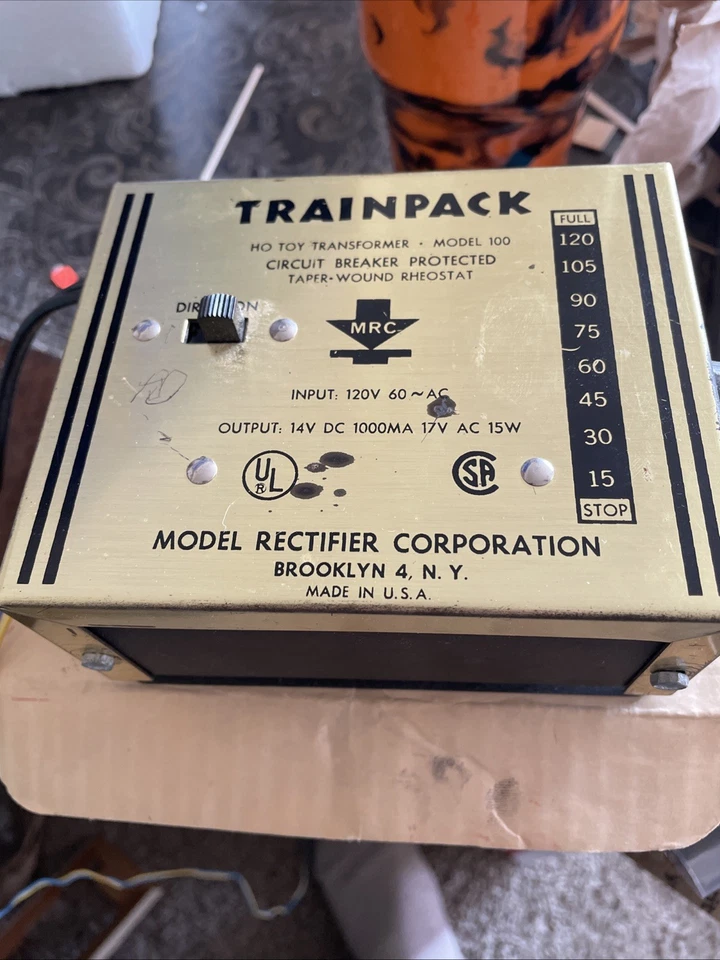 TRAINPACK
HO TOY TRANSFORMER · MODEL 100
CIRCUIT BREAKER PROTECTED
TAPER-WOUND RHEOSTAT
MRC
INPUT: 120V 60~AC
OUTPUT: 14V DC 1000MA 17V AC 15W
UL
R
SA
MODEL RECTIFIER CORPORATION
BROOKLYN 4, N. Y.
MADE IN U.S.A.
FULL
120
105
90
75
60
45
30
15
STOP